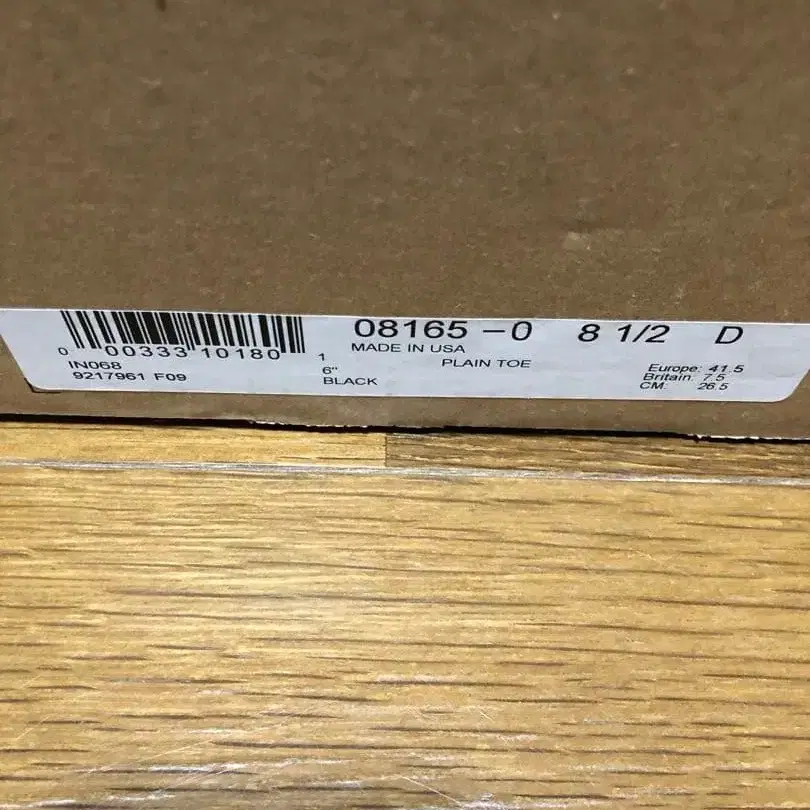 0 00333 10180 1
IN068
9217961 F09
08165-0 8 1/2 D
MADE IN USA
PLAIN TOE
6"
BLACK
Europe: 41.5
Britain: 7.5
CM: 26.5